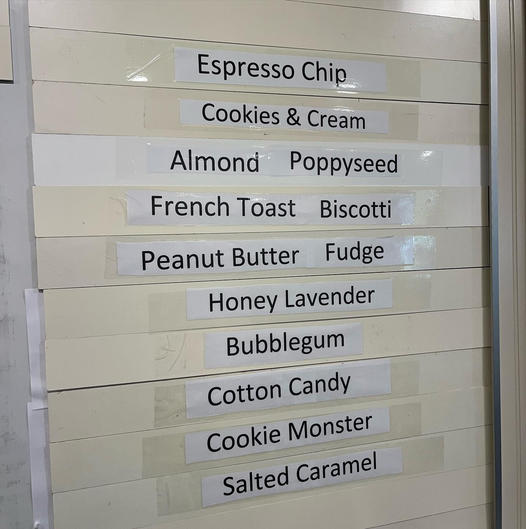 Espresso Chip
Cookies & Cream
Almond Poppyseed
French Toast Biscotti
Peanut Butter Fudge
Honey Lavender
Bubblegum
Cotton Candy
Cookie Monster
Salted Caramel